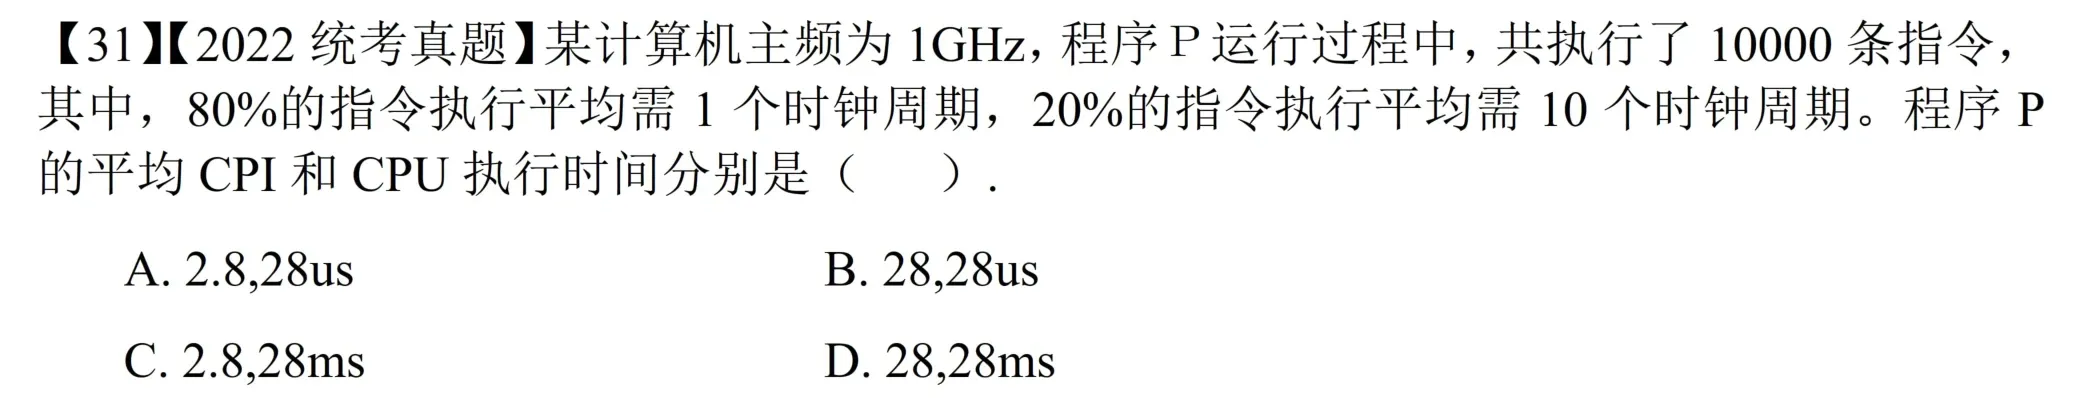 【31】【2022 统考真题】某计算机主频为 1GHz，程序 P 运行过程中，共执行了 10000 条指令，
其中，80%的指令执行平均需 1 个时钟周期，20%的指令执行平均需 10 个时钟周期。程序 P
的平均 CPI 和 CPU 执行时间分别是（　　）.
A. 2.8,28us　　B. 28,28us
C. 2.8,28ms　　D. 28,28ms